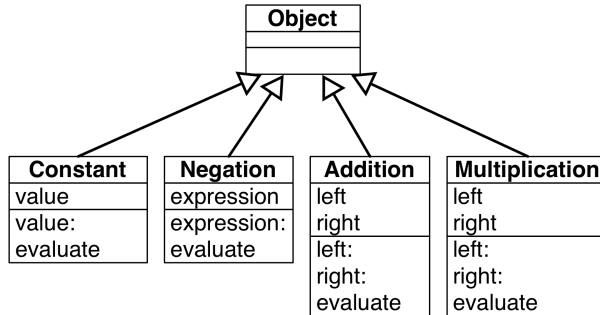 Object
Constant
value
value:
evaluate
Negation
expression
expression:
evaluate
Addition
left
right
left:
right:
evaluate
Multiplication
left
right
left:
right:
evaluate